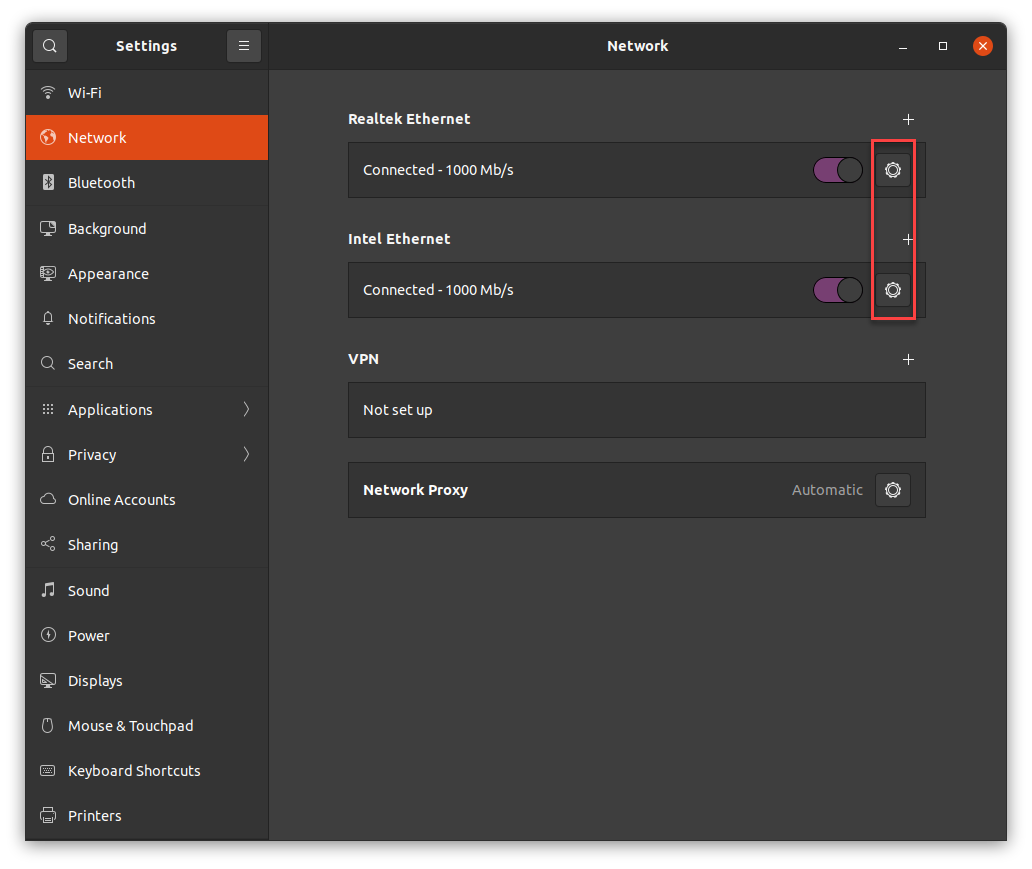 Settings
Network
Wi-Fi
Network
Bluetooth
Background
Appearance
Notifications
Search
Applications
Privacy
Online Accounts
Sharing
Sound
Power
Displays
Mouse & Touchpad
Keyboard Shortcuts
Printers
Realtek Ethernet
Connected - 1000 Mb/s
Intel Ethernet
Connected - 1000 Mb/s
VPN
Not set up
Network Proxy Automatic